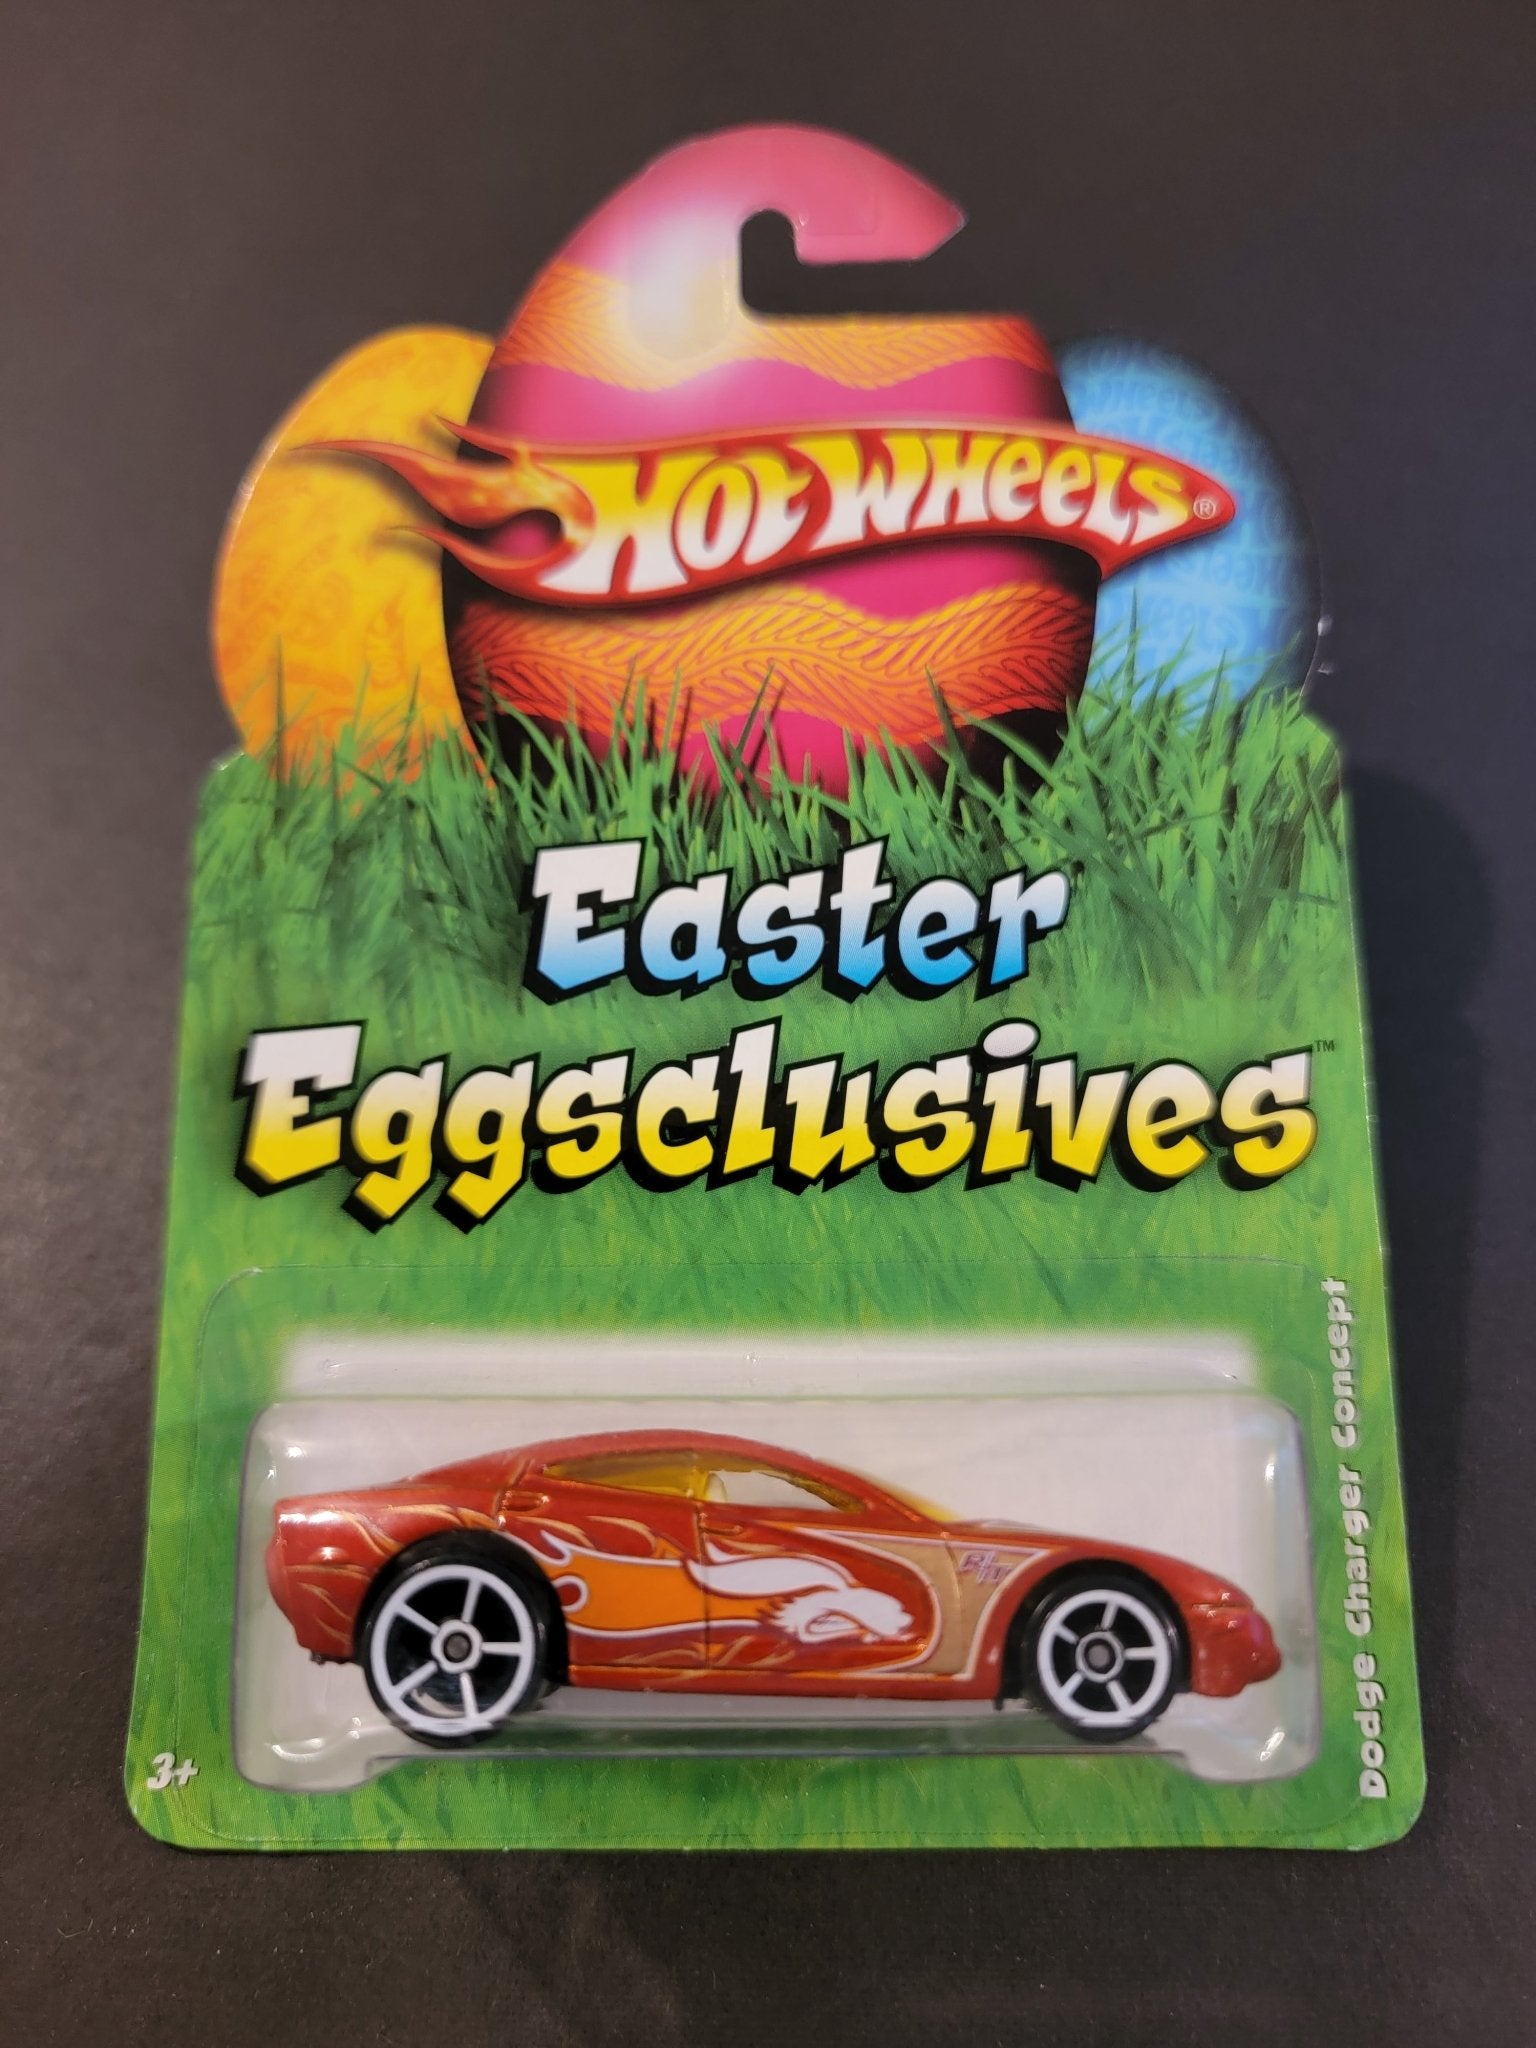 Hot Wheels®
Easter
Eggsclusives™
Dodge Charger Concept
R/T
3+